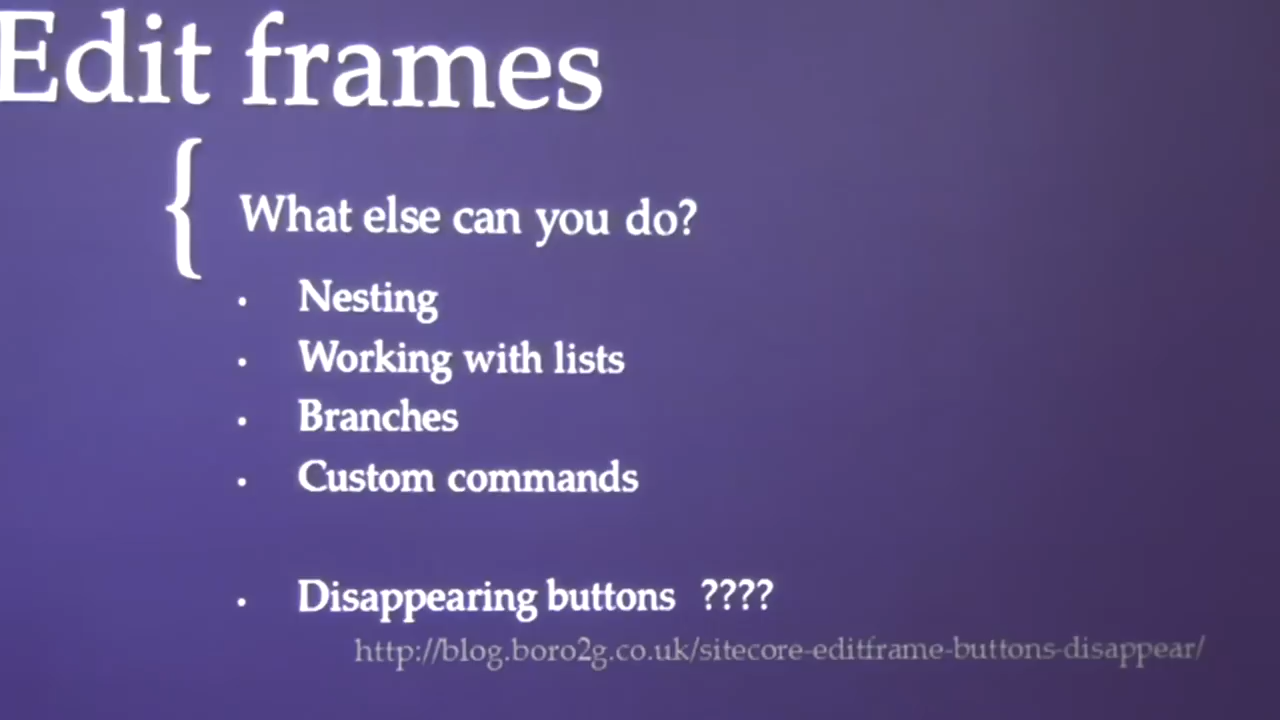 Edit frames
What else can you do?
• Nesting
• Working with lists
• Branches
• Custom commands
• Disappearing buttons ????
http://blog.boro2g.co.uk/sitecore-editframe-buttons-disappear/